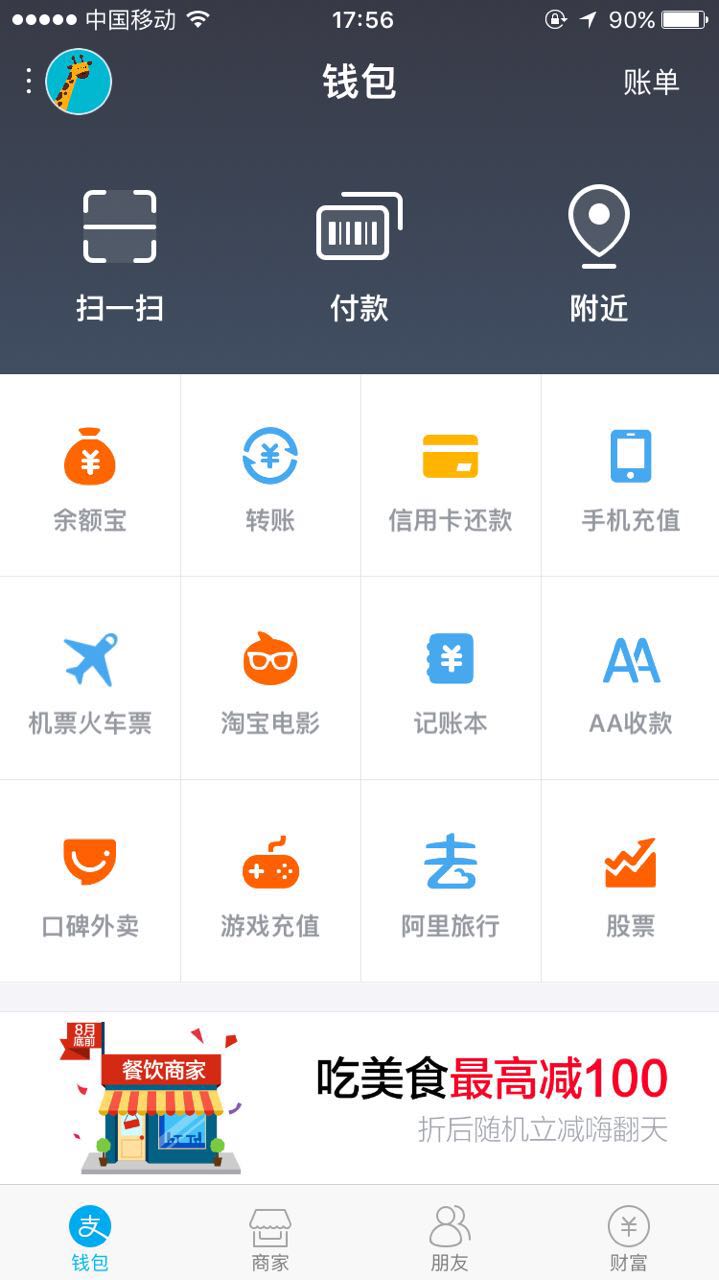 中国移动
17:56
90%
钱包
账单
扫一扫
付款
附近
余额宝
转账
信用卡还款
手机充值
机票火车票
淘宝电影
记账本
AA收款
口碑外卖
游戏充值
阿里旅行
股票
8月
底前
餐饮商家
吃美食最高减100
折后随机立减嗨翻天
支
钱包
商家
朋友
财富